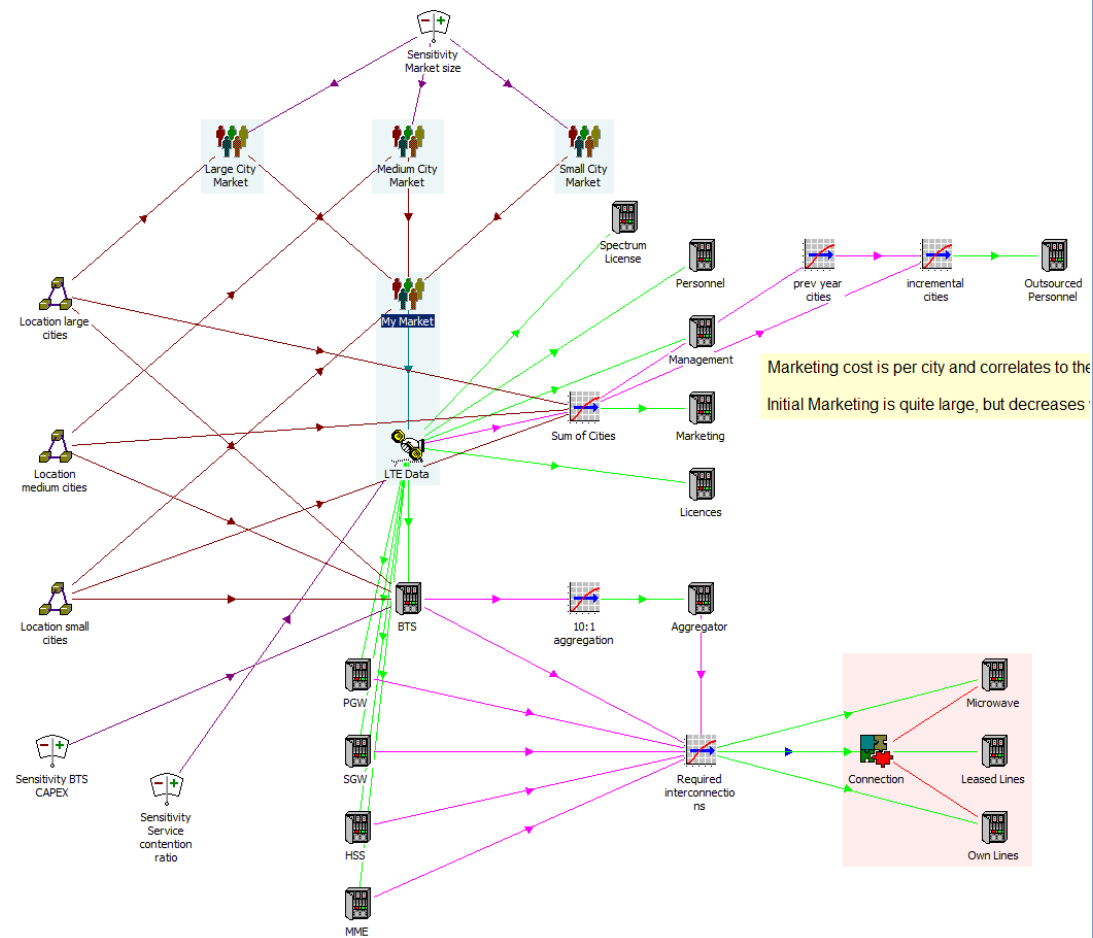 Sensitivity
Market size
Large City
Market
Medium City
Market
Small City
Market
Spectrum
License
Personnel
prev year
cities
incremental
cities
Outsourced
Personnel
Location large
cities
My Market
Management
Marketing cost is per city and correlates to the
Initial Marketing is quite large, but decreases
Sum of Cities
Marketing
Location
medium cities
LTE Data
Licences
Location small
cities
BTS
10:1
aggregation
Aggregator
PGW
Microwave
Sensitivity BTS
CAPEX
SGW
Required
interconnectio
ns
Connection
Leased Lines
Sensitivity
Service
contention
ratio
HSS
Own Lines
MME